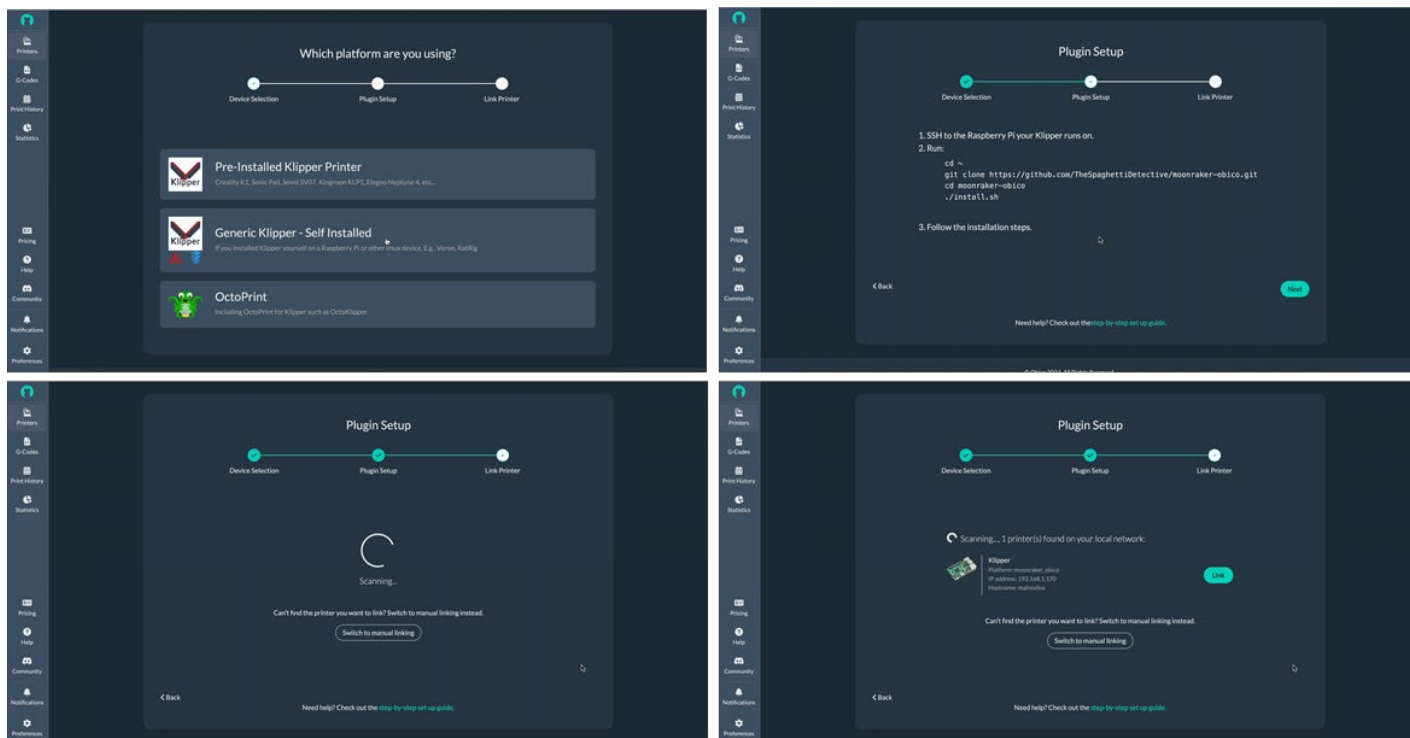 Printers
G-Codes
Print History
Statistics
Pricing
Help
Community
Notifications
Preferences
Which platform are you using?
Device Selection
Plugin Setup
Link Printer
Klipper
Pre-Installed Klipper Printer
Creality K1, Sonic Pad, Sovol SV07, Kingroon KLP1, Elegoo Neptune 4, etc...
Klipper
Generic Klipper - Self Installed
If you installed Klipper yourself on a Raspberry Pi or other linux device. E.g., Voron, RatRig
OctoPrint
Including OctoPrint for Klipper such as OctoKlipper.
Printers
G-Codes
Print History
Statistics
Pricing
Help
Community
Notifications
Preferences
Plugin Setup
Device Selection
Plugin Setup
Link Printer
1. SSH to the Raspberry Pi your Klipper runs on.
2. Run:
cd ~
git clone https://github.com/TheSpaghettiDetective/moonraker-obico.git
cd moonraker-obico
./install.sh
3. Follow the installation steps.
Back
Next
Need help? Check out the step-by-step set up guide.
Printers
G-Codes
Print History
Statistics
Pricing
Help
Community
Notifications
Preferences
Plugin Setup
Device Selection
Plugin Setup
Link Printer
Scanning...
Can't find the printer you want to link? Switch to manual linking instead.
Switch to manual linking
Back
Need help? Check out the step-by-step set up guide.
Printers
G-Codes
Print History
Statistics
Pricing
Help
Community
Notifications
Preferences
Plugin Setup
Device Selection
Plugin Setup
Link Printer
Scanning..., 1 printer(s) found on your local network:
Klipper
Platform: moonraker_obico
IP address: 192.168.1.170
Hostname: mainsailos
Link
Can't find the printer you want to link? Switch to manual linking instead.
Switch to manual linking
Back
Need help? Check out the step-by-step set up guide.